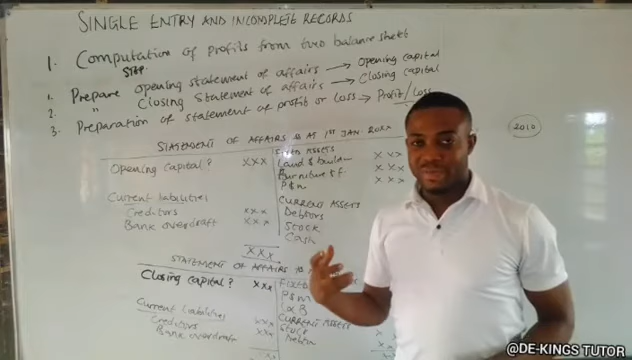 SINGLE ENTRY AND INCOMPLETE RECORDS
1. Computation of profits from two balance sheet
STEP.
1. Prepare opening statement of affairs → Opening capital
2. " Closing Statement of affairs → Closing capital
3. Preparation of statement of profit or loss → Profit/Loss
2010
STATEMENT OF AFFAIRS AS AT 1ST JAN. 20XX
Opening capital? XXX
Current liabilities
Creditors XXX
Bank overdraft XXX
XXX
ASSETS
Land & build XXX
Furniture & f. XXX
P&m XXX
CURRENT ASSETS
Debtors
Stock
Cash
STATEMENT OF AFFAIRS
Closing capital? XXX
Current liabilities
Creditors XXX
Bank overdraft XXX
P&m
L&B
CURRENT ASSETS
Stock
@DE-KINGS TUTOR